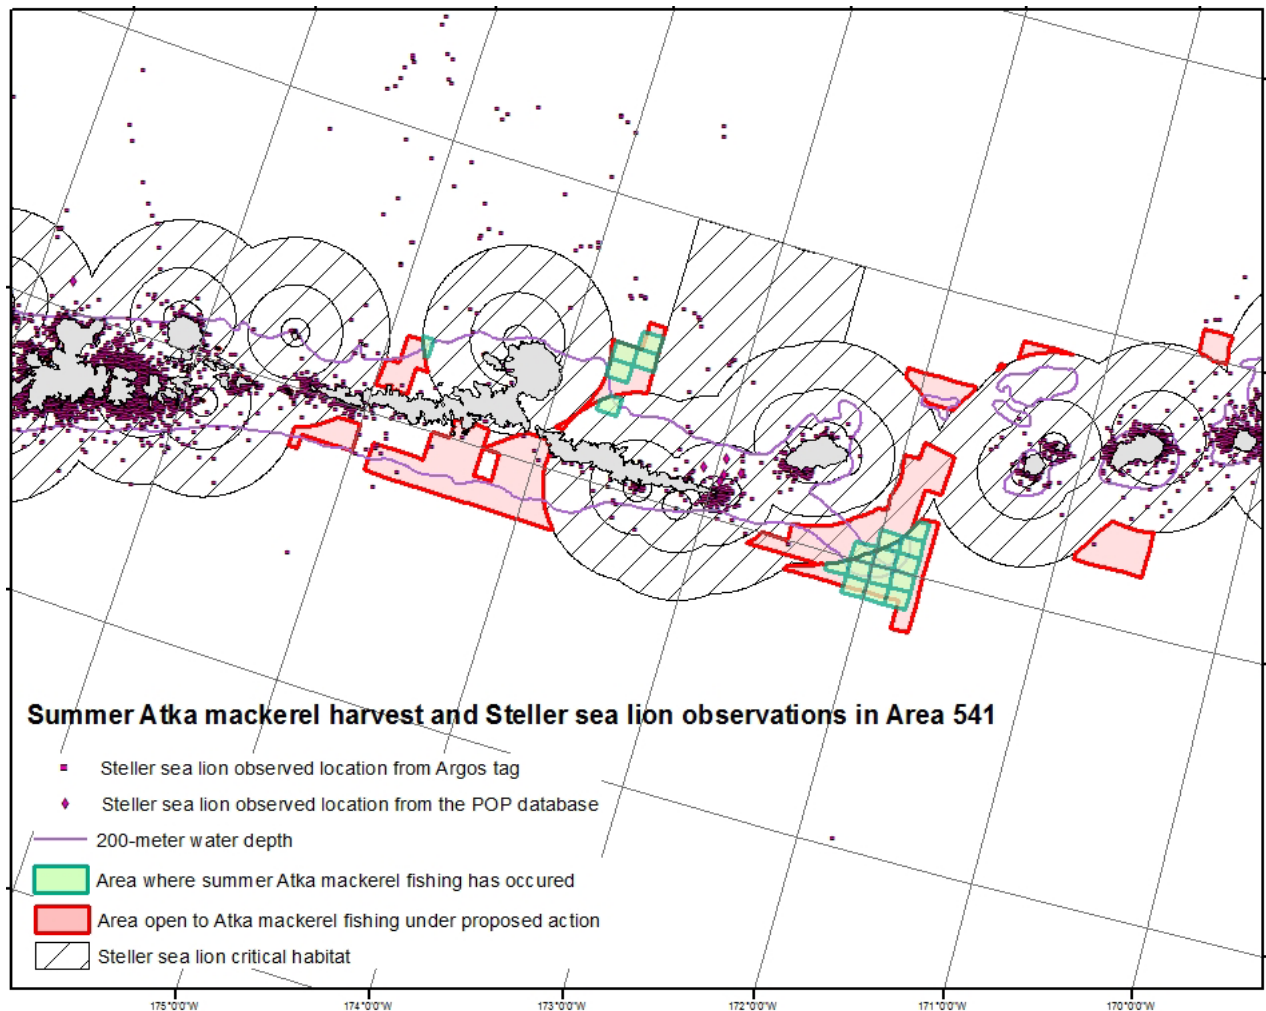 Summer Atka mackerel harvest and Steller sea lion observations in Area 541
Steller sea lion observed location from Argos tag
Steller sea lion observed location from the POP database
200-meter water depth
Area where summer Atka mackerel fishing has occured
Area open to Atka mackerel fishing under proposed action
Steller sea lion critical habitat
175°0'0"W 174°0'0"W 173°0'0"W 172°0'0"W 171°0'0"W 170°0'0"W